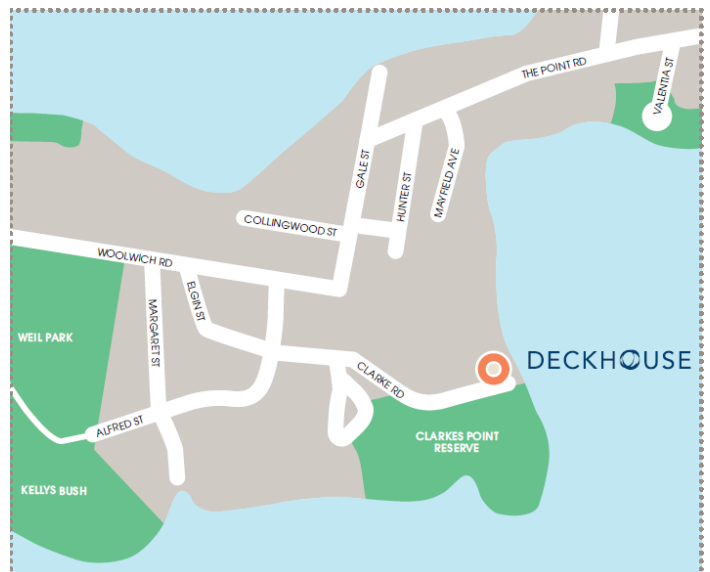 THE POINT RD
VALENTIA ST
GALE ST
HUNTER ST
MAYFIELD AVE
COLLINGWOOD ST
WOOLWICH RD
ELGIN ST
MARGARET ST
WEIL PARK
DECKHOUSE
CLARKE RD
ALFRED ST
CLARKES POINT
RESERVE
KELLYS BUSH